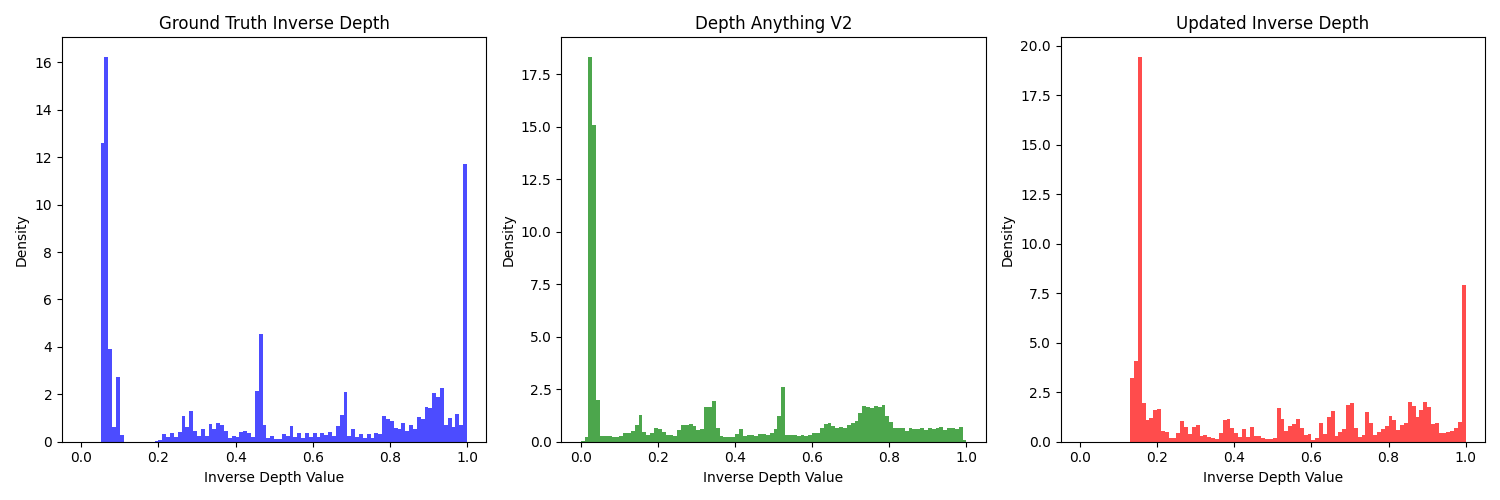 Ground Truth Inverse Depth
16
14
12
10
8
6
4
2
0
Density
0.0 0.2 0.4 0.6 0.8 1.0
Inverse Depth Value
Depth Anything V2
17.5
15.0
12.5
10.0
7.5
5.0
2.5
0.0
Density
0.0 0.2 0.4 0.6 0.8 1.0
Inverse Depth Value
Updated Inverse Depth
20.0
17.5
15.0
12.5
10.0
7.5
5.0
2.5
0.0
Density
0.0 0.2 0.4 0.6 0.8 1.0
Inverse Depth Value